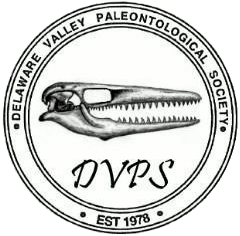 • DELAWARE VALLEY PALEONTOLOGICAL SOCIETY •
DVPS
• EST 1978 •